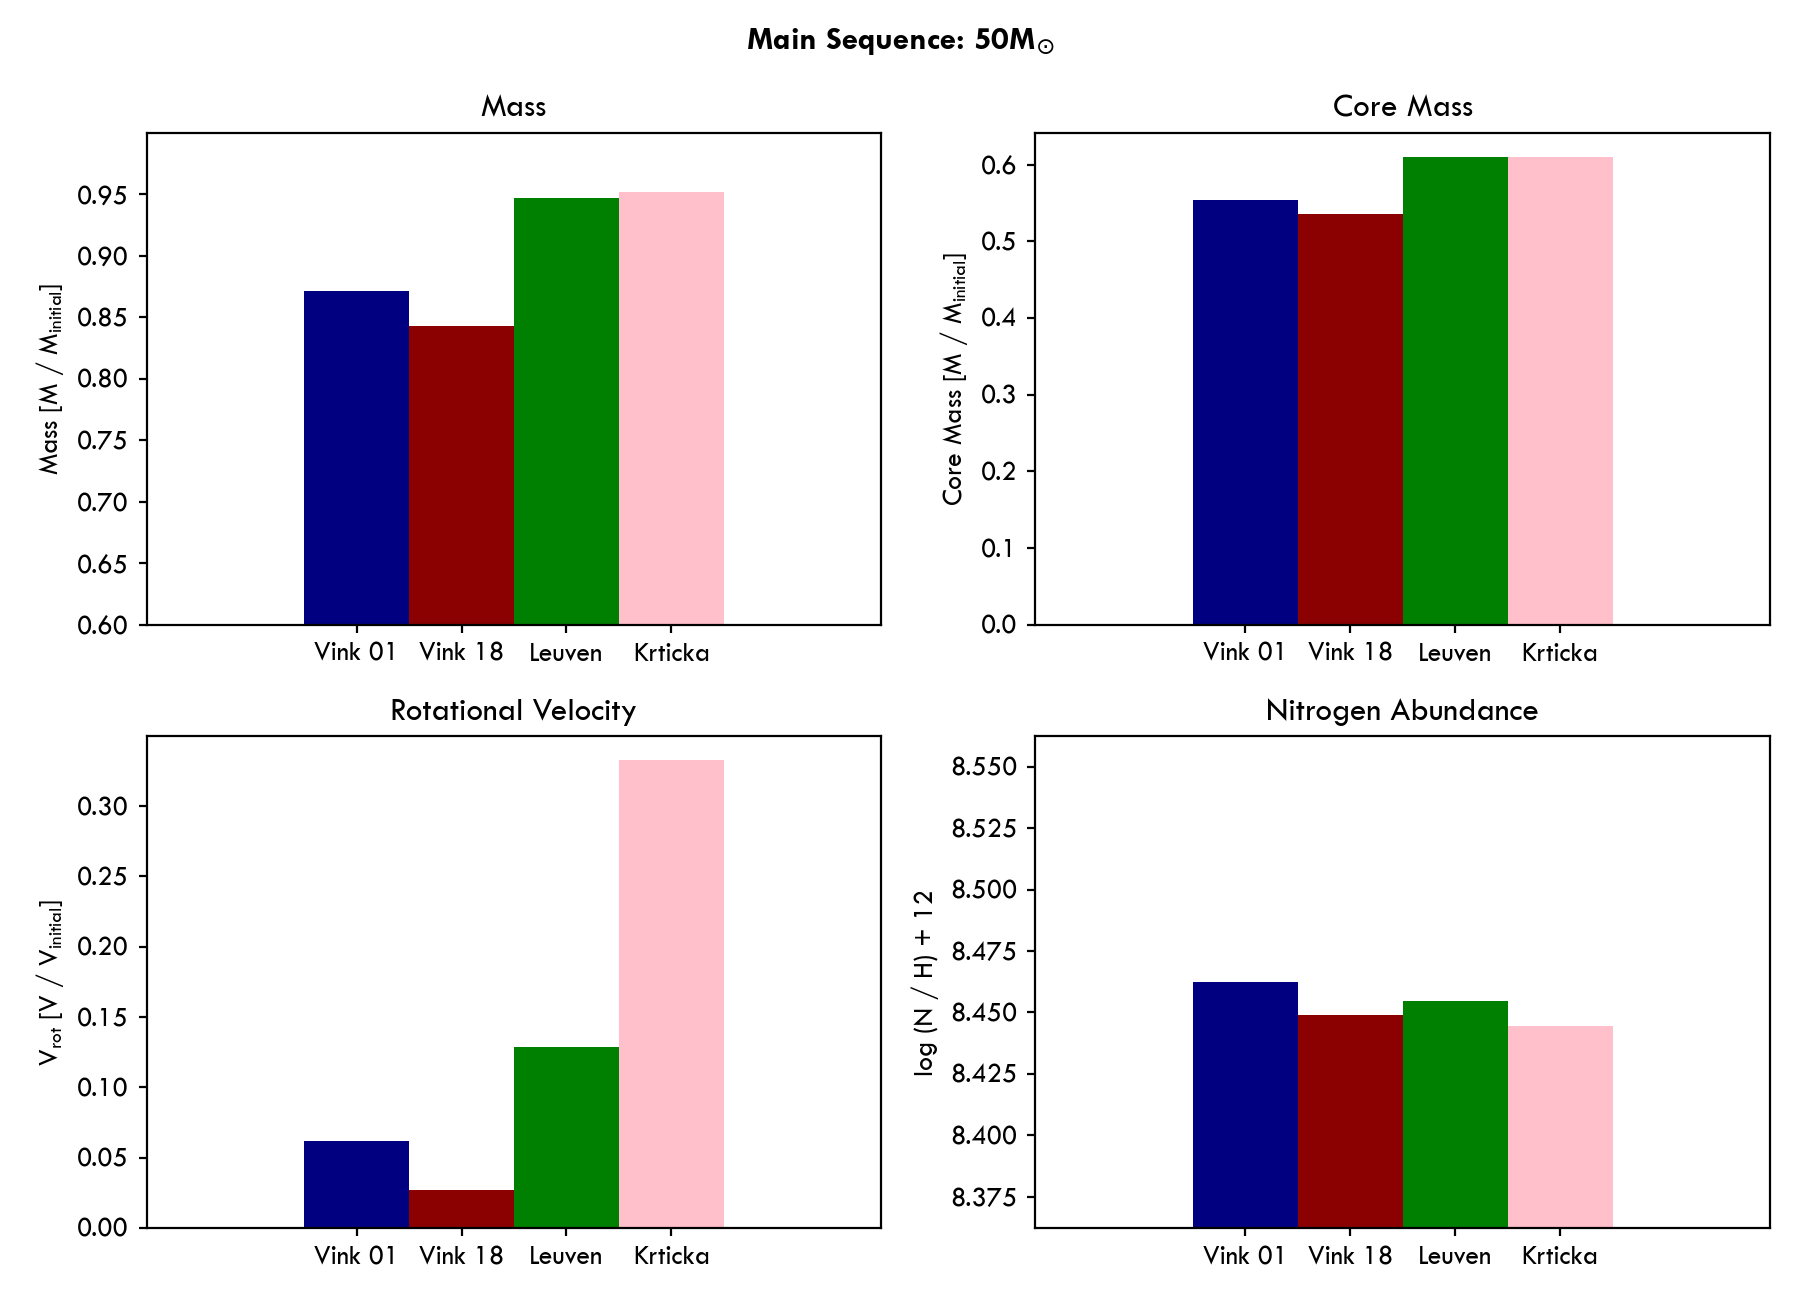 Main Sequence: 50M☉
Mass
Mass [M / Minitial]
0.95
0.90
0.85
0.80
0.75
0.70
0.65
0.60
Vink 01 Vink 18 Leuven Krticka
Core Mass
Core Mass [M / Minitial]
0.6
0.5
0.4
0.3
0.2
0.1
0.0
Vink 01 Vink 18 Leuven Krticka
Rotational Velocity
Vrot [V / Vinitial]
0.30
0.25
0.20
0.15
0.10
0.05
0.00
Vink 01 Vink 18 Leuven Krticka
Nitrogen Abundance
log (N / H) + 12
8.550
8.525
8.500
8.475
8.450
8.425
8.400
8.375
Vink 01 Vink 18 Leuven Krticka